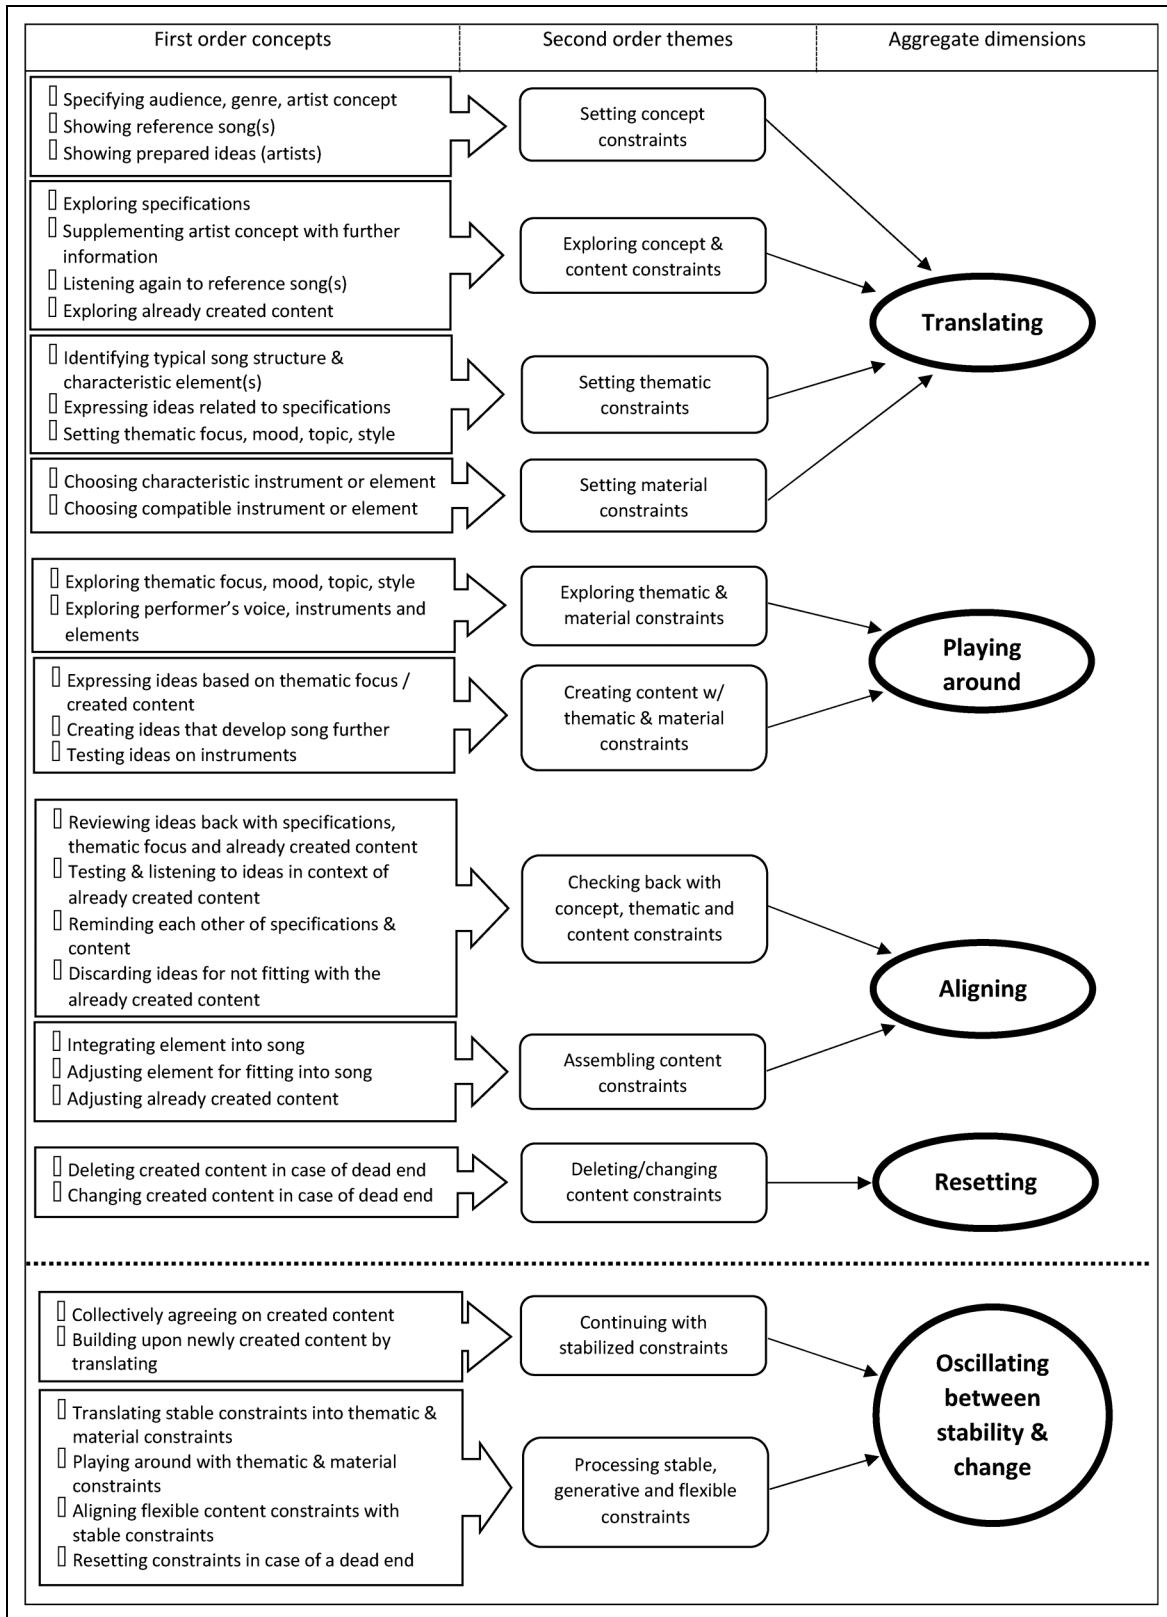 First order concepts
Second order themes
Aggregate dimensions
Specifying audience, genre, artist concept
Showing reference song(s)
Showing prepared ideas (artists)
Setting concept
constraints
Exploring specifications
Supplementing artist concept with further
information
Listening again to reference song(s)
Exploring already created content
Exploring concept &
content constraints
Identifying typical song structure &
characteristic element(s)
Expressing ideas related to specifications
Setting thematic focus, mood, topic, style
Setting thematic
constraints
Choosing characteristic instrument or element
Choosing compatible instrument or element
Setting material
constraints
Translating
Exploring thematic focus, mood, topic, style
Exploring performer’s voice, instruments and
elements
Exploring thematic &
material constraints
Expressing ideas based on thematic focus /
created content
Creating ideas that develop song further
Testing ideas on instruments
Creating content w/
thematic & material
constraints
Playing
around
Reviewing ideas back with specifications,
thematic focus and already created content
Testing & listening to ideas in context of
already created content
Reminding each other of specifications &
content
Discarding ideas for not fitting with the
already created content
Checking back with
concept, thematic and
content constraints
Integrating element into song
Adjusting element for fitting into song
Adjusting already created content
Assembling content
constraints
Aligning
Deleting created content in case of dead end
Changing created content in case of dead end
Deleting/changing
content constraints
Resetting
Collectively agreeing on created content
Building upon newly created content by
translating
Continuing with
stabilized constraints
Translating stable constraints into thematic &
material constraints
Playing around with thematic & material
constraints
Aligning flexible content constraints with
stable constraints
Resetting constraints in case of a dead end
Processing stable,
generative and flexible
constraints
Oscillating
between
stability &
change